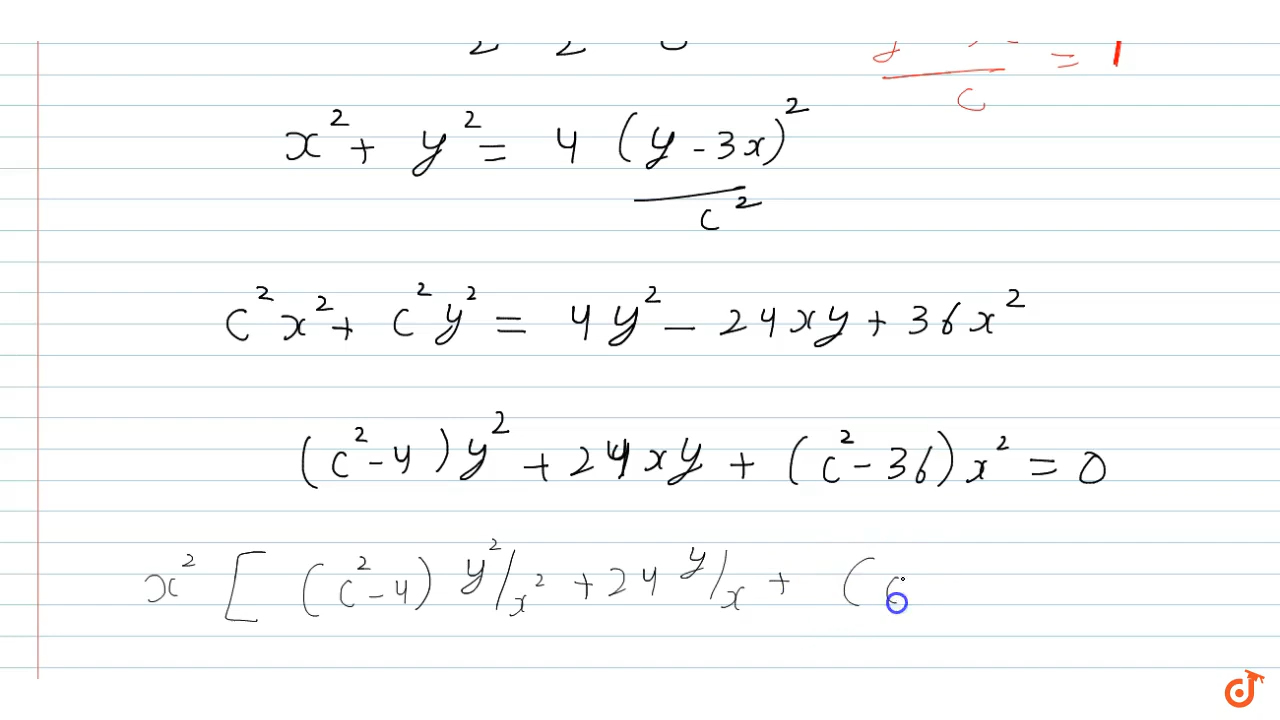 = 1
c
x² + y² = 4 (y - 3x)²
c²
c²x² + c²y² = 4y² - 24xy + 36x²
(c² - 4)y² + 24xy + (c² - 36)x² = 0
x² [ (c² - 4) y²/x² + 24 y/x + (